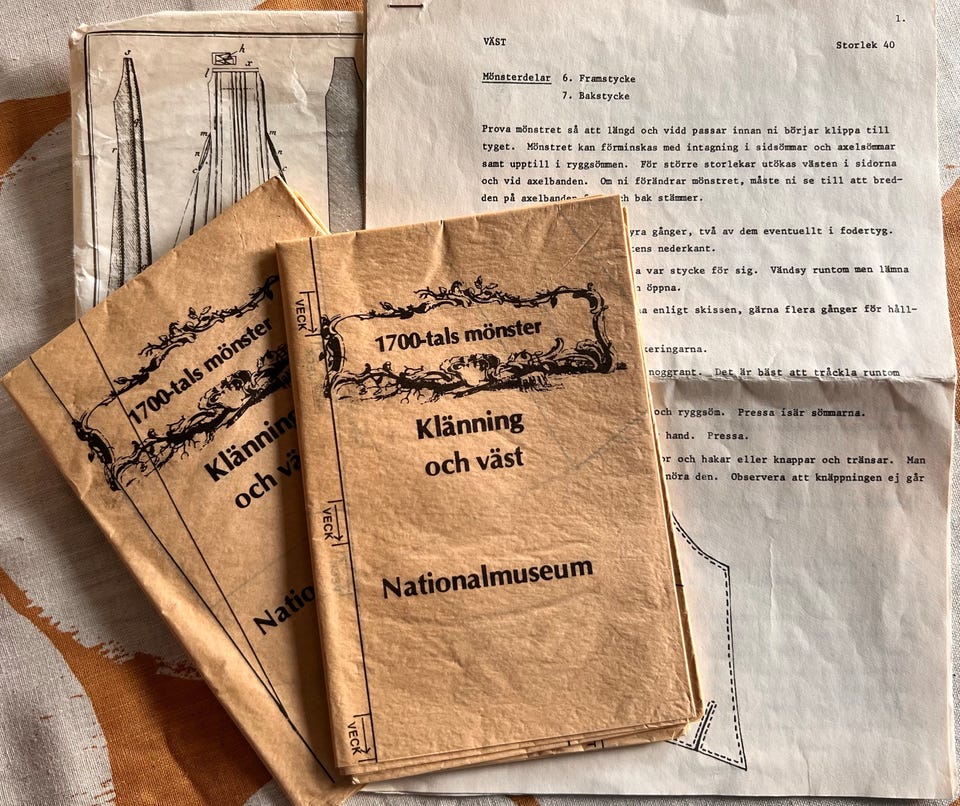 1.
VÄST
Storlek 40
Mönsterdelar 6. Framstycke
7. Bakstycke
Prova mönstret så att längd och vidd passar innan ni börjar klippa till
tyget. Mönstret kan förminskas med intagning i sidsömmar och axelsömmar
samt upptill i ryggsömmen. För större storlekar utökas västen i sidorna
och vid axelbanden. Om ni förändrar mönstret, måste ni se till att bred-
den på axelbanden ch bak stämmer.
yra gånger, två av dem eventuellt i fodertyg.
tens nederkant.
a var stycke för sig. Vändsy runtom men lämna
öppna.
a enligt skissen, gärna flera gånger för håll-
keringarna.
noggrant. Det är bäst att tråckla runtom
och ryggsöm. Pressa isär sömmarna.
hand. Pressa.
or och hakar eller knappar och tränsar. Man
nöra den. Observera att knäppningen ej går
s
h
l
x
m
m
n
n
c
c
r
1700-tals mönster
Klänning
och vä
Natio
VECK
1700-tals mönster
Klänning
och väst
VECK
Nationalmuseum
VECK